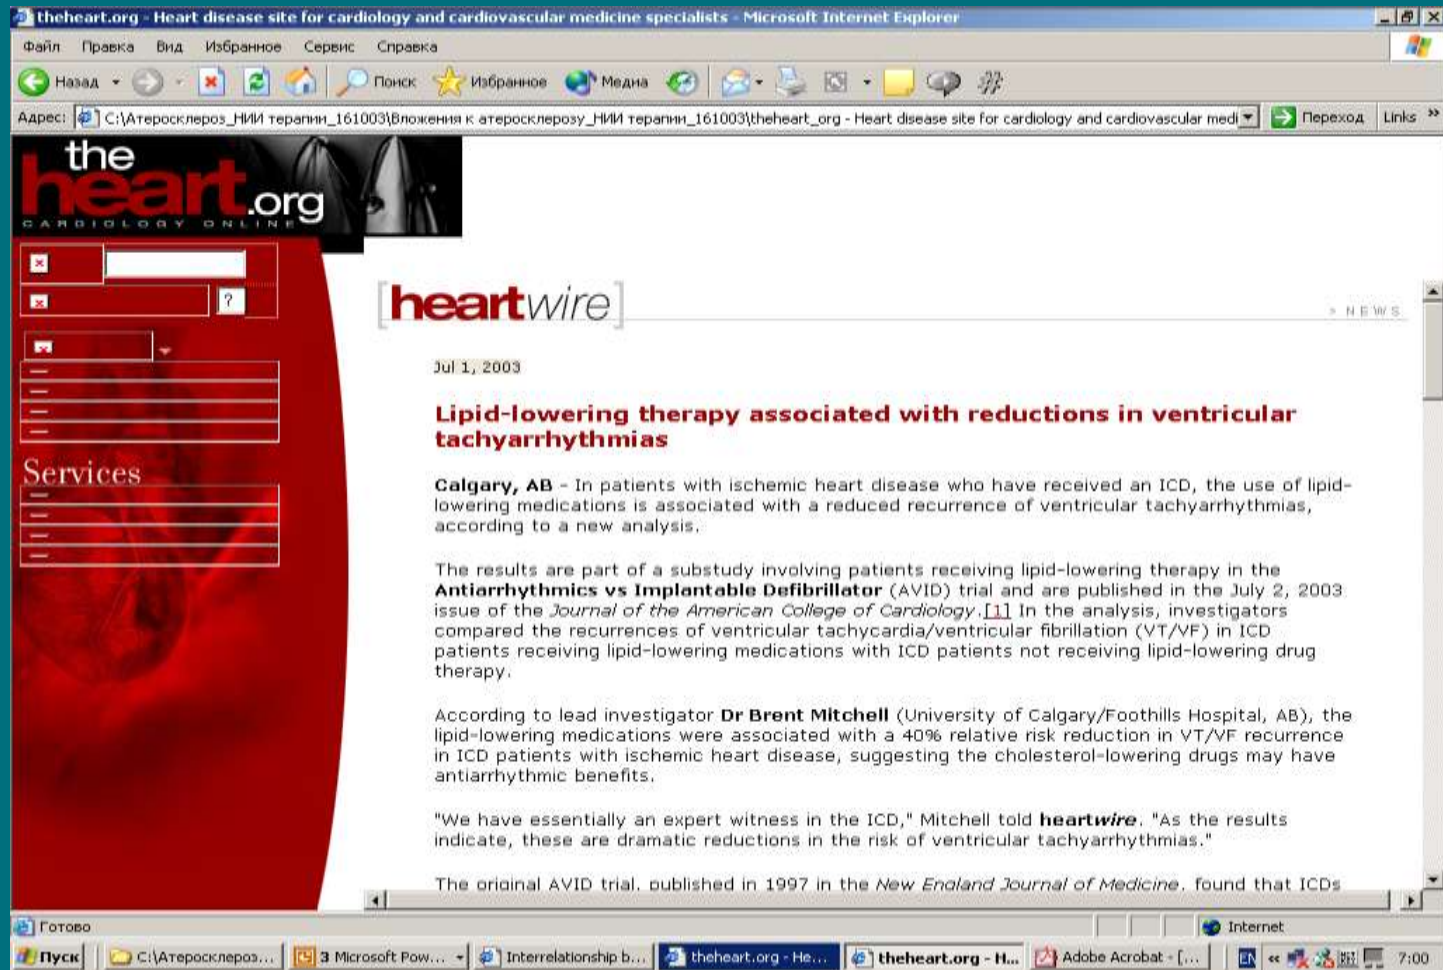 theheart.org - Heart disease site for cardiology and cardiovascular medicine specialists - Microsoft Internet Explorer
Файл Правка Вид Избранное Сервис Справка
Назад Поиск Избранное Медиа
Адрес: C:\Атеросклероз_НИИ терапии_161003\Вложения к атеросклерозу_НИИ терапии_161003\theheart_org - Heart disease site for cardiology and cardiovascular medi Переход Links »
the
heart.org
CARDIOLOGY ONLINE
?
[heartwire]
> NEWS
Jul 1, 2003
Lipid-lowering therapy associated with reductions in ventricular
tachyarrhythmias
Services
Calgary, AB - In patients with ischemic heart disease who have received an ICD, the use of lipid-
lowering medications is associated with a reduced recurrence of ventricular tachyarrhythmias,
according to a new analysis.
The results are part of a substudy involving patients receiving lipid-lowering therapy in the
Antiarrhythmics vs Implantable Defibrillator (AVID) trial and are published in the July 2, 2003
issue of the Journal of the American College of Cardiology.[1] In the analysis, investigators
compared the recurrences of ventricular tachycardia/ventricular fibrillation (VT/VF) in ICD
patients receiving lipid-lowering medications with ICD patients not receiving lipid-lowering drug
therapy.
According to lead investigator Dr Brent Mitchell (University of Calgary/Foothills Hospital, AB), the
lipid-lowering medications were associated with a 40% relative risk reduction in VT/VF recurrence
in ICD patients with ischemic heart disease, suggesting the cholesterol-lowering drugs may have
antiarrhythmic benefits.
"We have essentially an expert witness in the ICD," Mitchell told heartwire. "As the results
indicate, these are dramatic reductions in the risk of ventricular tachyarrhythmias."
The original AVID trial, published in 1997 in the New England Journal of Medicine, found that ICDs
Готово Internet
Пуск C:\Атеросклероз... 3 Microsoft Pow... Interrelationship b... theheart.org - He... theheart.org - H... Adobe Acrobat - [... EN « 7:00